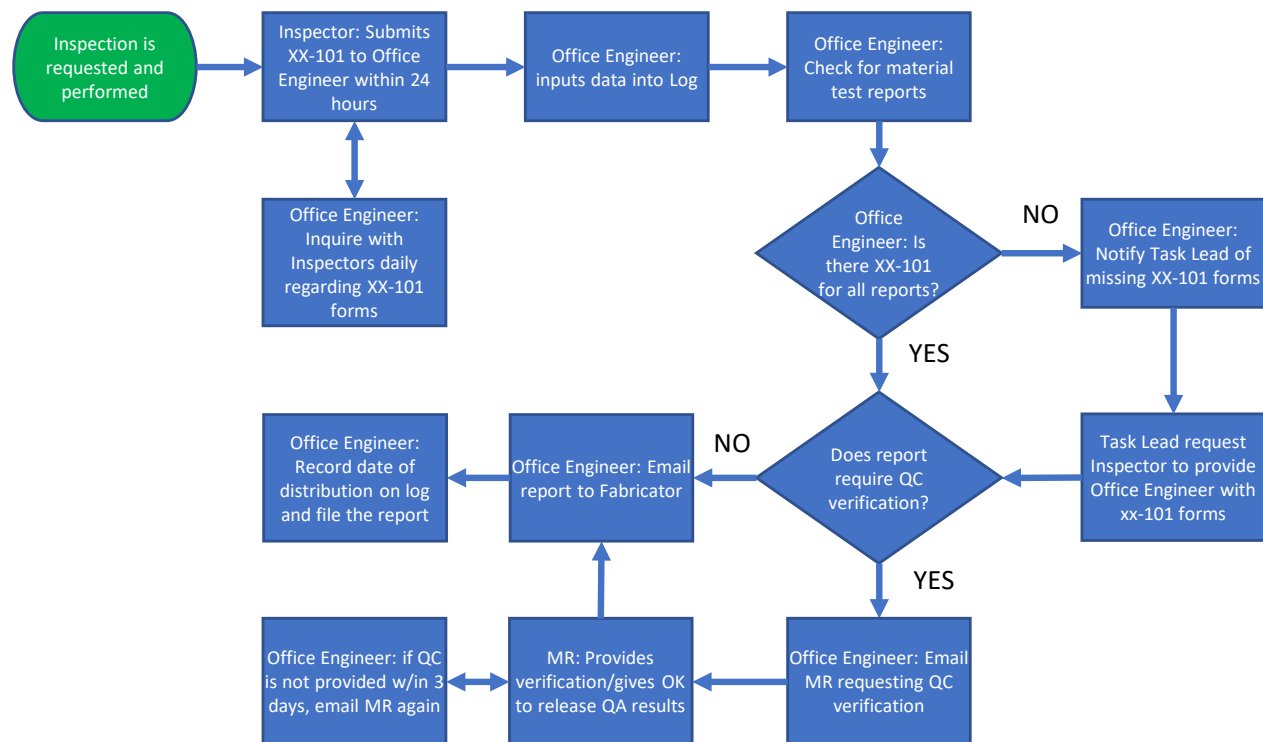 Inspection is
requested and
performed
Inspector: Submits
XX-101 to Office
Engineer within 24
hours
Office Engineer:
inputs data into Log
Office Engineer:
Check for material
test reports
Office Engineer:
Inquire with
Inspectors daily
regarding XX-101
forms
Office
Engineer: Is
there XX-101
for all reports?
NO
Office Engineer:
Notify Task Lead of
missing XX-101 forms
YES
Office Engineer:
Record date of
distribution on log
and file the report
Office Engineer: Email
report to Fabricator
NO
Does report
require QC
verification?
Task Lead request
Inspector to provide
Office Engineer with
xx-101 forms
YES
Office Engineer: if QC
is not provided w/in 3
days, email MR again
MR: Provides
verification/gives OK
to release QA results
Office Engineer: Email
MR requesting QC
verification